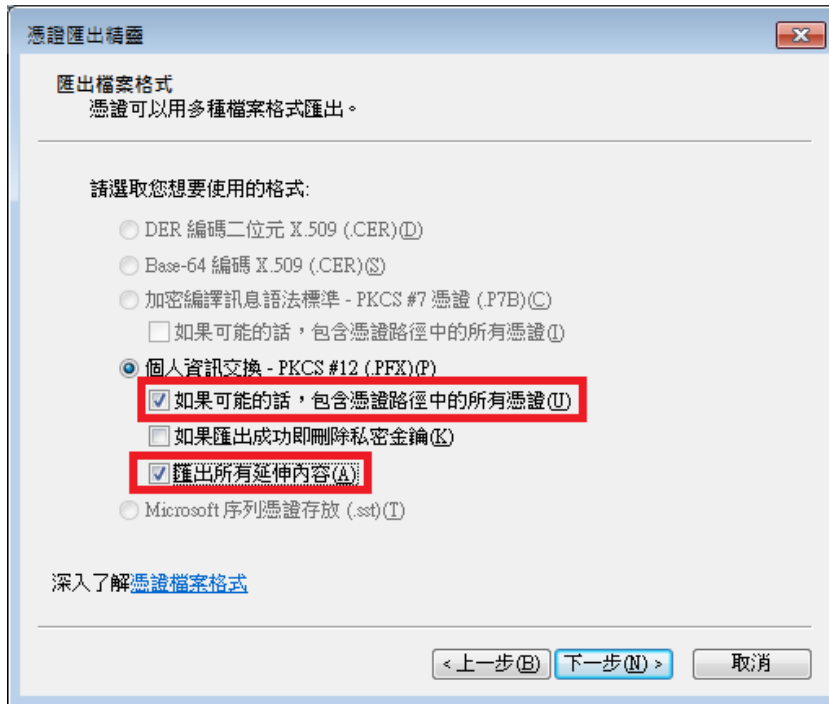 憑證匯出精靈
匯出檔案格式
憑證可以用多種檔案格式匯出。
請選取您想要使用的格式:
DER 編碼二位元 X.509 (.CER)(D)
Base-64 編碼 X.509 (.CER)(S)
加密編譯訊息語法標準 - PKCS #7 憑證 (.P7B)(C)
如果可能的話，包含憑證路徑中的所有憑證(I)
個人資訊交換 - PKCS #12 (.PFX)(P)
如果可能的話，包含憑證路徑中的所有憑證(U)
如果匯出成功即刪除私密金鑰(K)
匯出所有延伸內容(A)
Microsoft 序列憑證存放 (.sst)(T)
深入了解憑證檔案格式
< 上一步(B) 下一步(N) > 取消